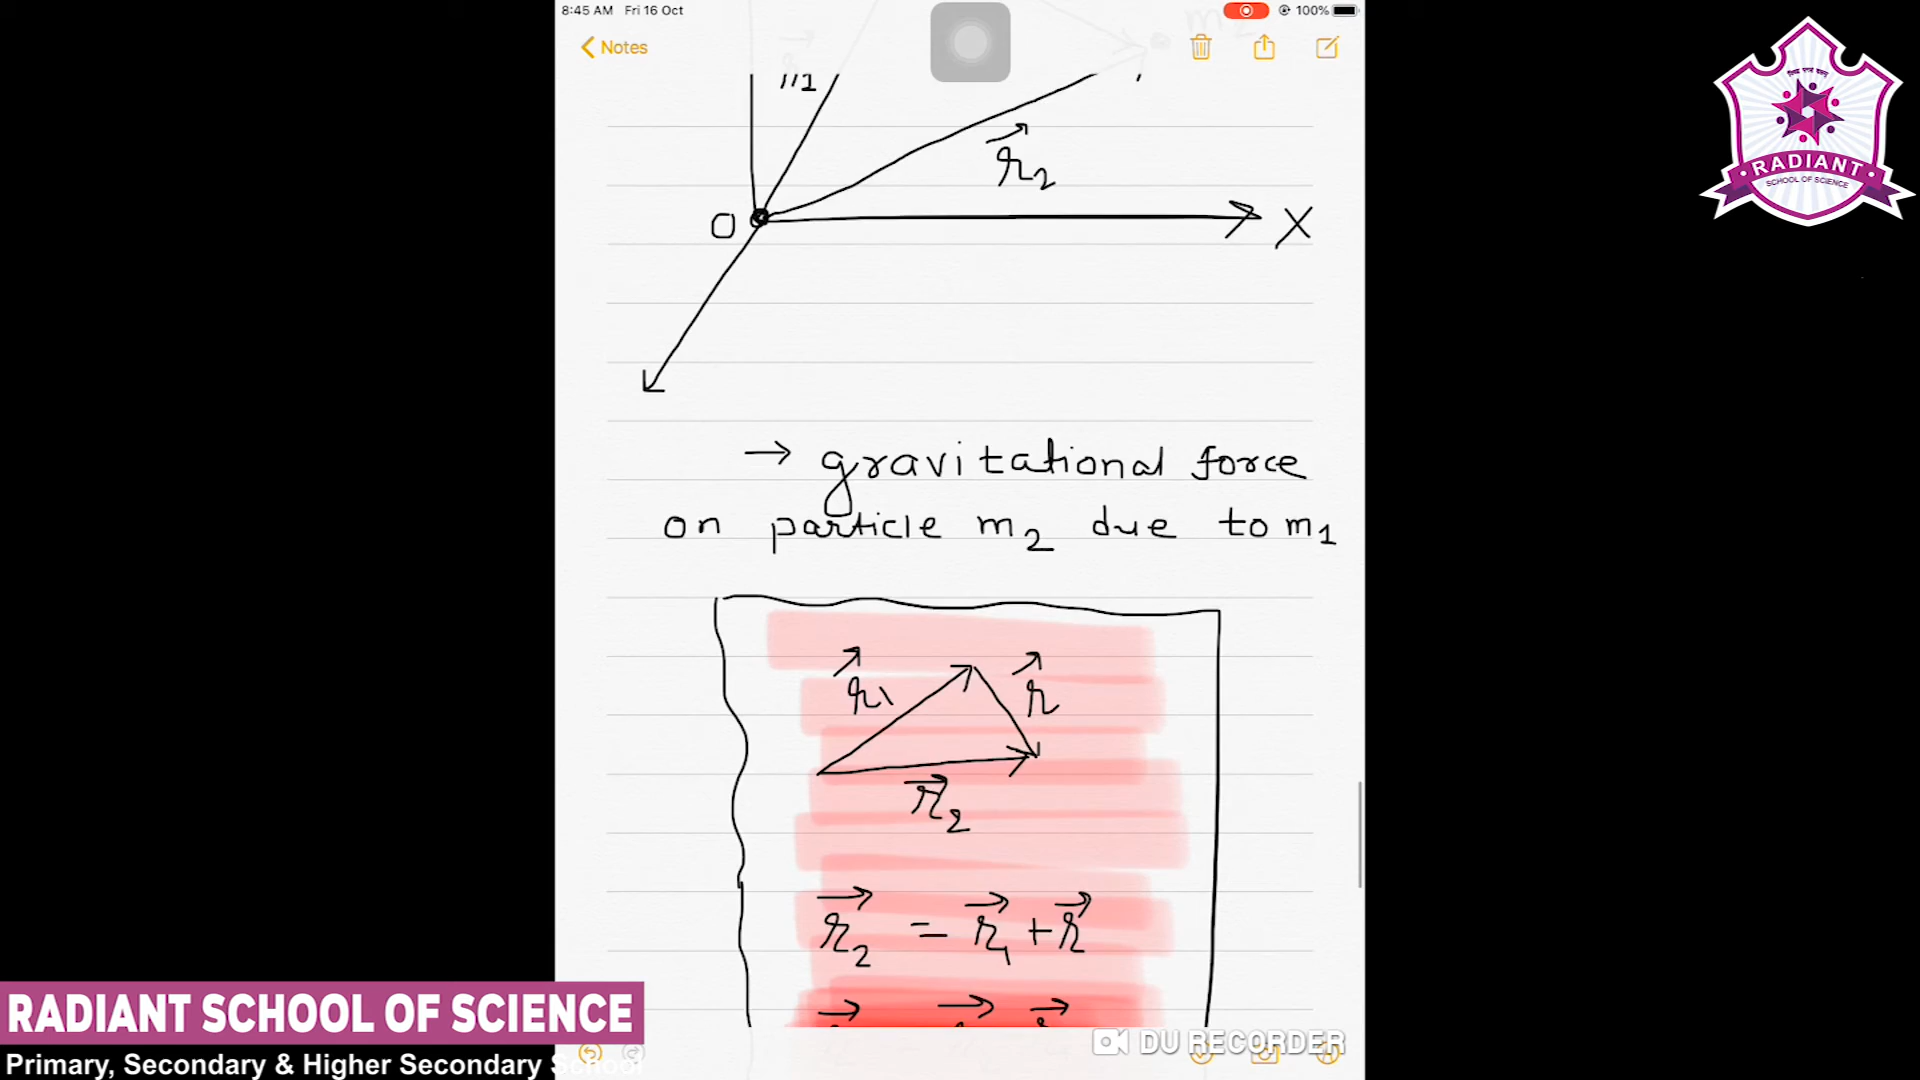 8:45 AM Fri 16 Oct
100%
Notes
RADIANT
SCHOOL OF SCIENCE
r⃗2
O
X
→ gravitational force
on particle m2 due to m1
r⃗1
r⃗
r⃗2
r⃗2 = r⃗1 + r⃗
RADIANT SCHOOL OF SCIENCE
DU RECORDER
Primary, Secondary & Higher Secondary School